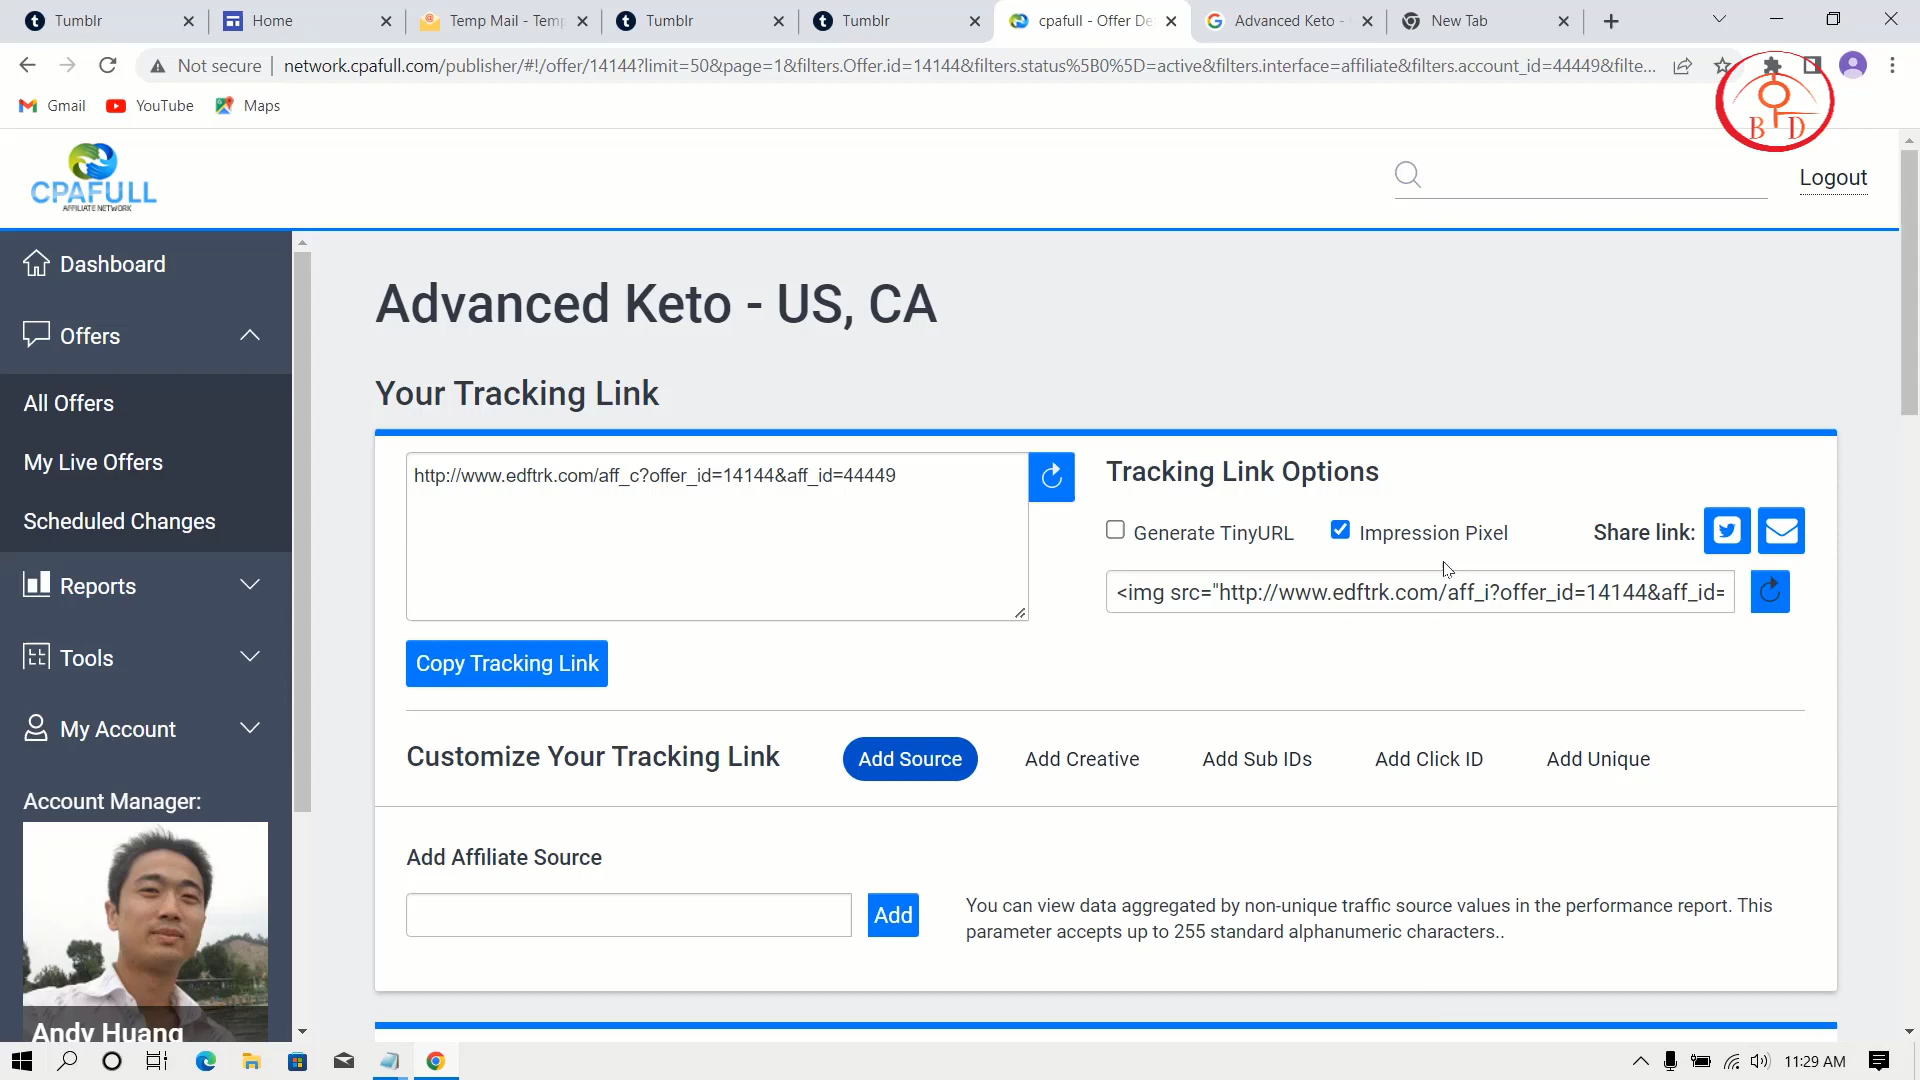 Tumblr
Home
Temp Mail - Temp
Tumblr
Tumblr
cpafull - Offer De
Advanced Keto -
New Tab
Not secure
network.cpafull.com/publisher/#!/offer/14144?limit=50&page=1&filters.Offer.id=14144&filters.status%5B0%5D=active&filters.interface=affiliate&filters.account_id=44449&filte...
Gmail
YouTube
Maps
B D
CPAFULL
AFFILIATE NETWORK
Logout
Dashboard
Offers
All Offers
My Live Offers
Scheduled Changes
Reports
Tools
My Account
Account Manager:
Andy Huang
Advanced Keto - US, CA
Your Tracking Link
http://www.edftrk.com/aff_c?offer_id=14144&aff_id=44449
Copy Tracking Link
Tracking Link Options
Generate TinyURL
Impression Pixel
Share link:
<img src="http://www.edftrk.com/aff_i?offer_id=14144&aff_id=
Customize Your Tracking Link
Add Source
Add Creative
Add Sub IDs
Add Click ID
Add Unique
Add Affiliate Source
Add
You can view data aggregated by non-unique traffic source values in the performance report. This
parameter accepts up to 255 standard alphanumeric characters..
11:29 AM